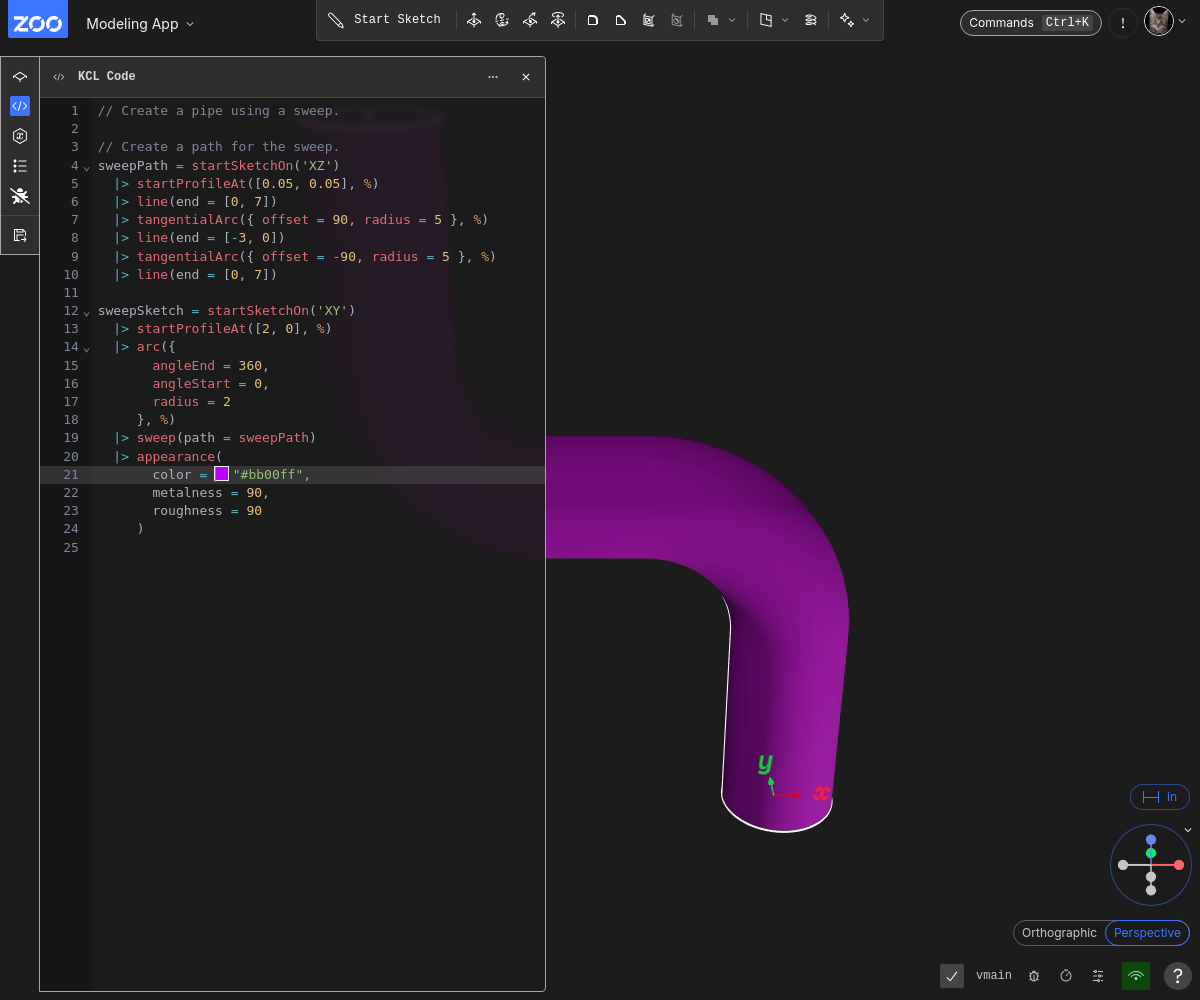 ZOO Modeling App Start Sketch Commands Ctrl+K !
KCL Code
1 // Create a pipe using a sweep.
2
3 // Create a path for the sweep.
4 sweepPath = startSketchOn('XZ')
5 |> startProfileAt([0.05, 0.05], %)
6 |> line(end = [0, 7])
7 |> tangentialArc({ offset = 90, radius = 5 }, %)
8 |> line(end = [-3, 0])
9 |> tangentialArc({ offset = -90, radius = 5 }, %)
10 |> line(end = [0, 7])
11
12 sweepSketch = startSketchOn('XY')
13 |> startProfileAt([2, 0], %)
14 |> arc({
15 angleEnd = 360,
16 angleStart = 0,
17 radius = 2
18 }, %)
19 |> sweep(path = sweepPath)
20 |> appearance(
21 color = "#bb00ff",
22 metalness = 90,
23 roughness = 90
24 )
25
y
x
in
Orthographic Perspective
vmain ?